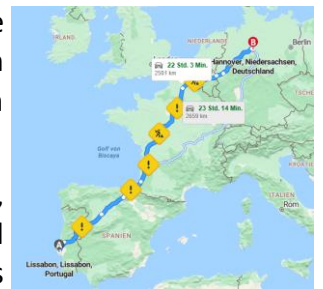 IRLAND
NIEDERLANDE
Berlin
22 Std. 3 Min.
2591 km
Hannover, Niedersachsen,
Deutschland
B
23 Std. 14 Min.
2659 km
Golf von
Biscaya
ITALIEN
Rom
A
SPANIEN
Lissabon, Lissabon,
Portugal